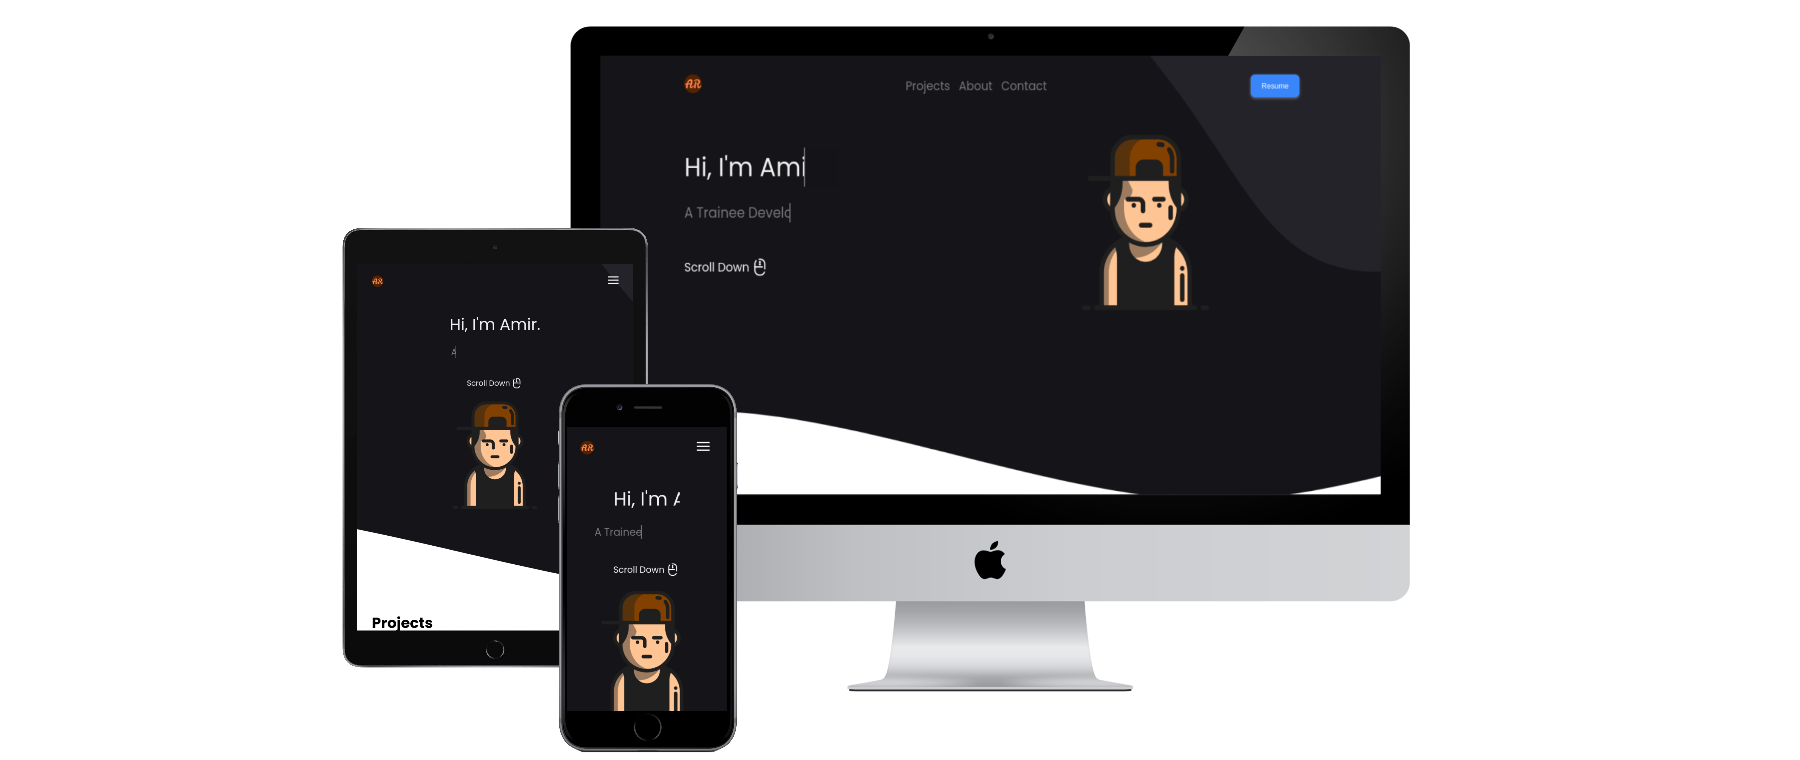 AR
Projects About Contact
Resume
Hi, I'm Ami
A Trainee Develo
Scroll Down
AR
Hi, I'm Amir.
A
Scroll Down
Projects
AR
Hi, I'm A
A Trainee
Scroll Down